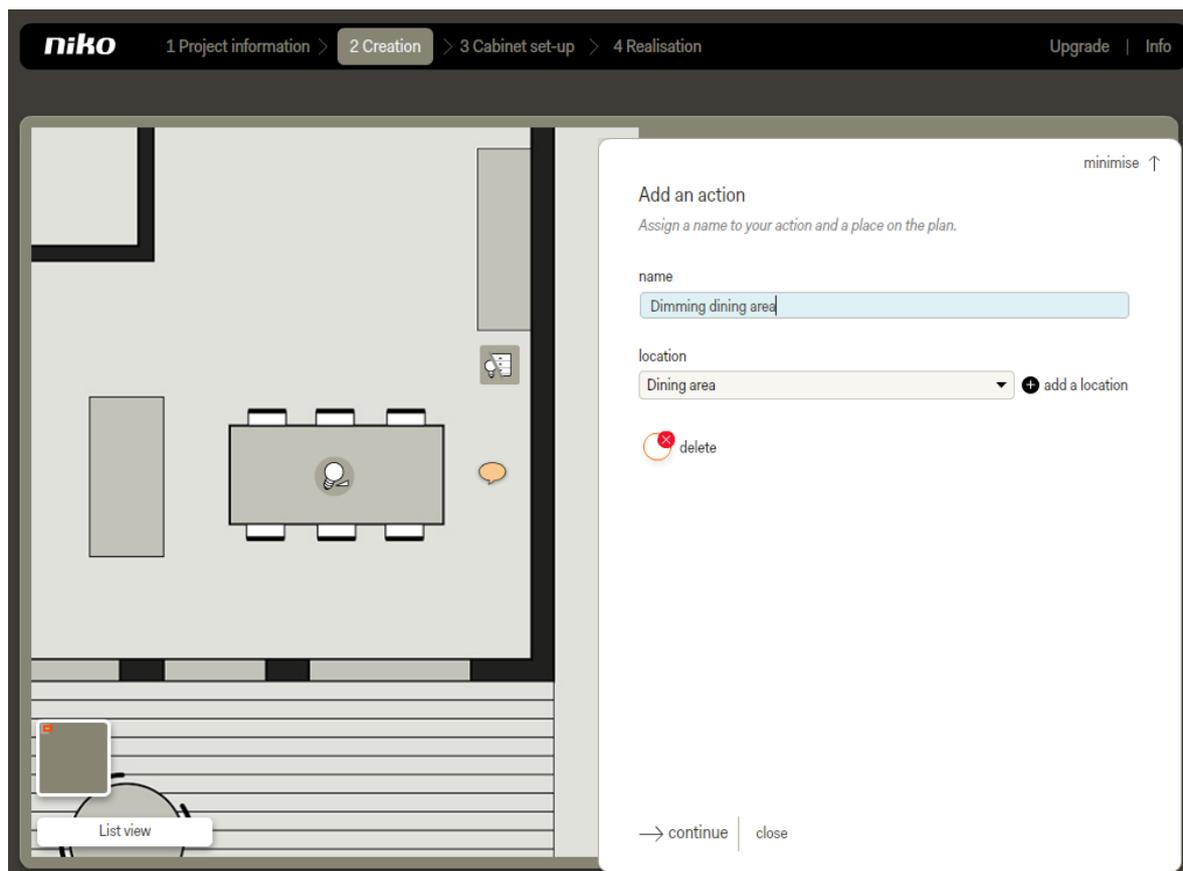 niko 1 Project information 2 Creation 3 Cabinet set-up 4 Realisation Upgrade | Info
minimise
Add an action
Assign a name to your action and a place on the plan.
name
Dimming dining area
location
Dining area add a location
delete
List view
continue close